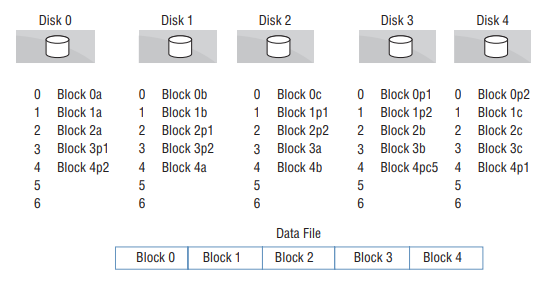 Disk 0 Disk 1 Disk 2 Disk 3 Disk 4
0 Block 0a 0 Block 0b 0 Block 0c 0 Block 0p1 0 Block 0p2
1 Block 1a 1 Block 1b 1 Block 1p1 1 Block 1p2 1 Block 1c
2 Block 2a 2 Block 2p1 2 Block 2p2 2 Block 2b 2 Block 2c
3 Block 3p1 3 Block 3p2 3 Block 3a 3 Block 3b 3 Block 3c
4 Block 4p2 4 Block 4a 4 Block 4b 4 Block 4pc5 4 Block 4p1
5 5 5 5 5
6 6 6 6 6
Data File
Block 0 Block 1 Block 2 Block 3 Block 4